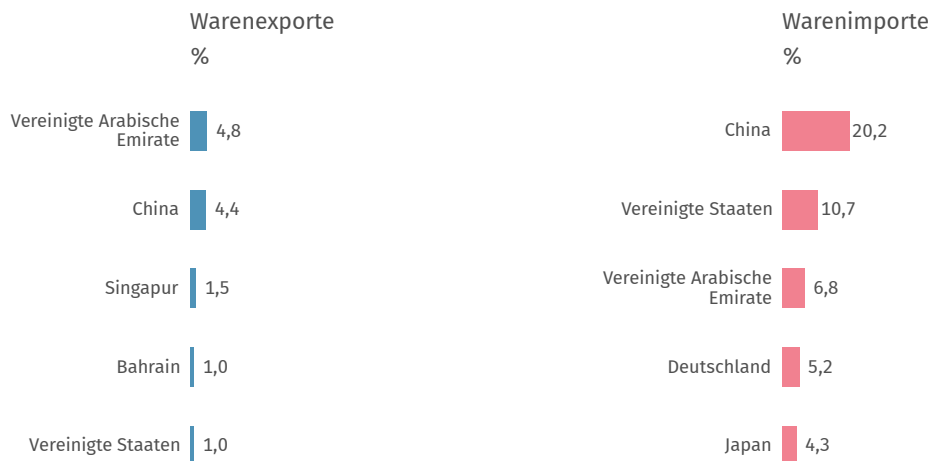 Warenexporte
%
Vereinigte Arabische
Emirate
4,8
China
4,4
Singapur
1,5
Bahrain
1,0
Vereinigte Staaten
1,0
Warenimporte
%
China
20,2
Vereinigte Staaten
10,7
Vereinigte Arabische
Emirate
6,8
Deutschland
5,2
Japan
4,3